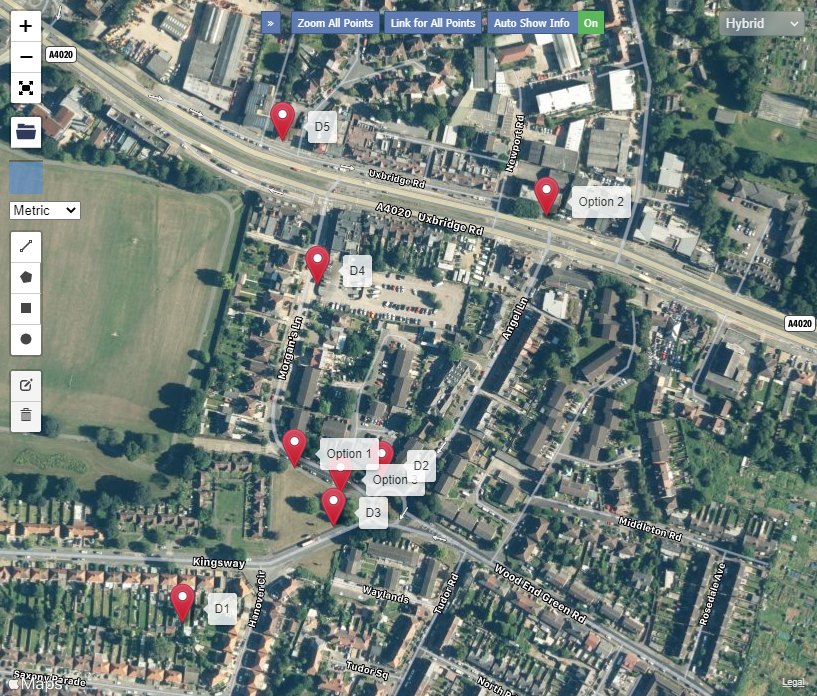 +
» Zoom All Points Link for All Points Auto Show Info On Hybrid
−
A4020
D5
Newport Rd
Uxbridge Rd
Metric
Option 2
A4020 Uxbridge Rd
D4
A4020
Angel Ln
Morgan's Ln
Option 1
D2
Option 3
D3
Middleton Rd
Kingsway
Wood End Green Rd
Rosedale Ave
Hanover Cir
Waylands
Tudor Rd
D1
Tudor Sq
Saxony Parade
North
Maps
Legal